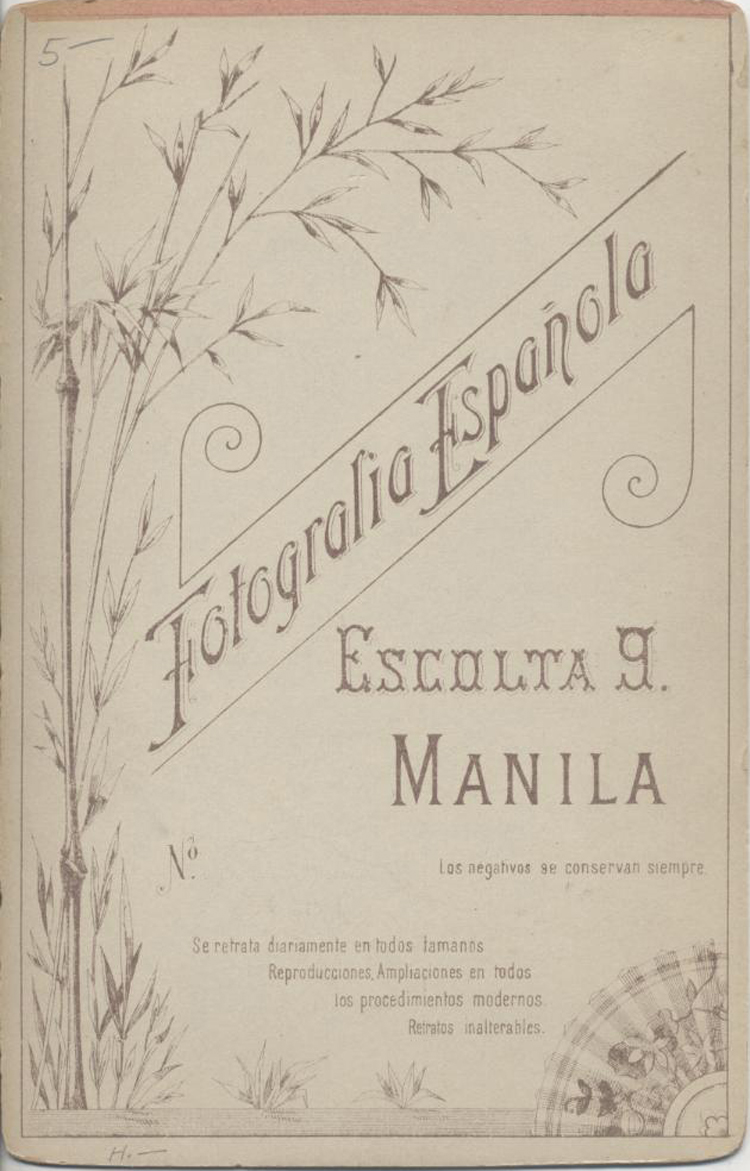 5-
Fotografia Española
ESCOLTA 9.
MANILA
Nº
Los negativos se conservan siempre.
Se retrata diariamente en todos tamanos
Reproducciones, Ampliaciones en todos
los procedimientos modernos.
Retratos inalterables.
H.-